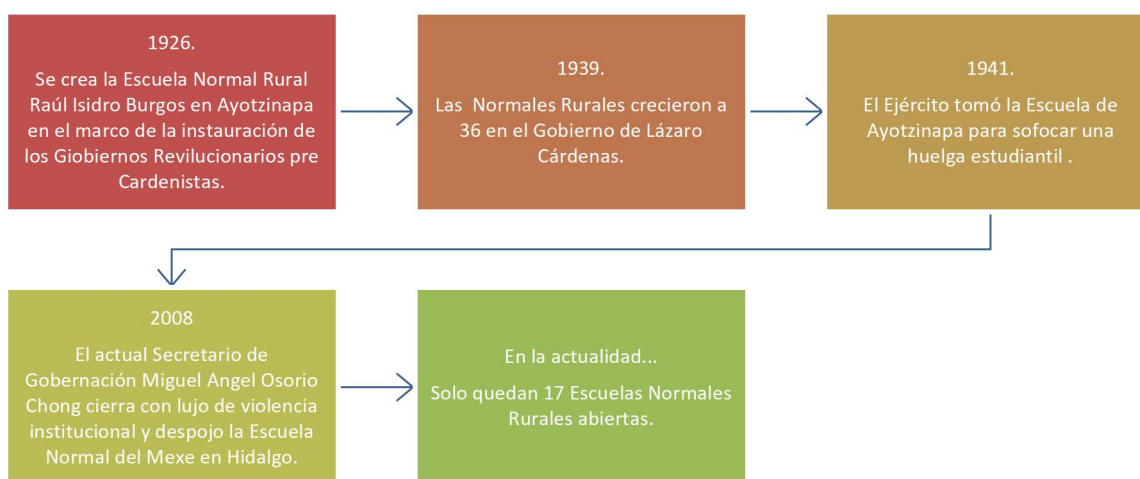 1926.
Se crea la Escuela Normal Rural
Raúl Isidro Burgos en Ayotzinapa
en el marco de la instauración de
los Giobiernos Revilucionarios pre
Cardenistas.
1939.
Las Normales Rurales crecieron a
36 en el Gobierno de Lázaro
Cárdenas.
1941.
El Ejército tomó la Escuela de
Ayotzinapa para sofocar una
huelga estudiantil .
2008
El actual Secretario de
Gobernación Miguel Angel Osorio
Chong cierra con lujo de violencia
institucional y despojo la Escuela
Normal del Mexe en Hidalgo.
En la actualidad...
Solo quedan 17 Escuelas Normales
Rurales abiertas.